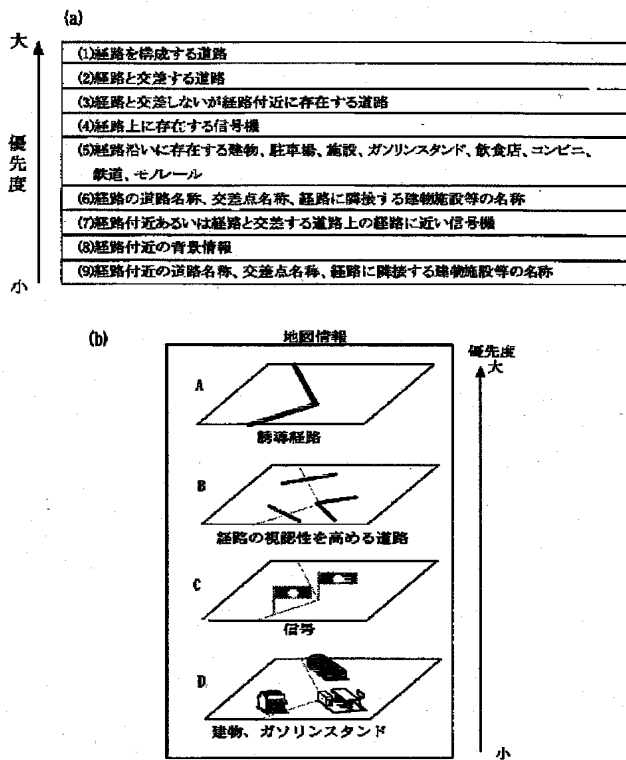 (a)
大
優先度
小
(1)経路を構成する道路
(2)経路と交差する道路
(3)経路と交差しないが経路付近に存在する道路
(4)経路上に存在する信号機
(5)経路沿いに存在する建物、駐車場、施設、ガソリンスタンド、飲食店、コンビニ、
鉄道、モノレール
(6)経路の道路名称、交差点名称、経路に隣接する建物施設等の名称
(7)経路付近あるいは経路と交差する道路上の経路に近い信号機
(8)経路付近の背景情報
(9)経路付近の道路名称、交差点名称、経路に隣接する建物施設等の名称
(b)
地図情報
優先度
大
A
誘導経路
B
経路の視認性を高める道路
C
信号
D
建物、ガソリンスタンド
小